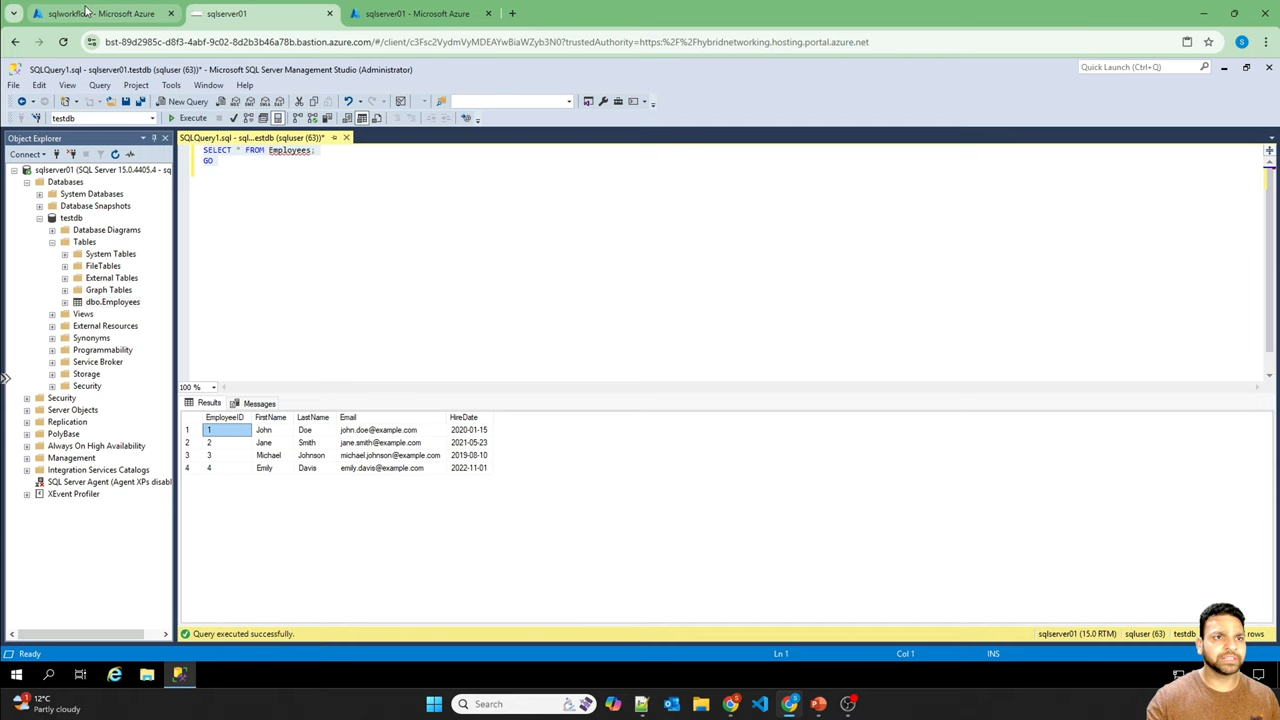 sqlworkflow - Microsoft Azure
sqlserver01
sqlserver01 - Microsoft Azure
bst-89d2985c-d8f3-4abf-9c02-8d2b3b46a78b.bastion.azure.com/#/client/c3Fsc2VydmVyMDEAYwBiaWZyb3N0?trustedAuthority=https:%2F%2Fhybridnetworking.hosting.portal.azure.net
SQLQuery1.sql - sqlserver01.testdb (sqluser (63))* - Microsoft SQL Server Management Studio (Administrator)
Quick Launch (Ctrl+Q)
File Edit View Query Project Tools Window Help
New Query
testdb
Execute
Object Explorer
SQLQuery1.sql - sql...estdb (sqluser (63))*
Connect
SELECT * FROM Employees;
GO
sqlserver01 (SQL Server 15.0.4405.4 - sq
Databases
System Databases
Database Snapshots
testdb
Database Diagrams
Tables
System Tables
FileTables
External Tables
Graph Tables
dbo.Employees
Views
External Resources
Synonyms
Programmability
Service Broker
Storage
Security
Security
Server Objects
Replication
PolyBase
Always On High Availability
Management
Integration Services Catalogs
SQL Server Agent (Agent XPs disabl
XEvent Profiler
100 %
Results Messages
EmployeeID FirstName LastName Email HireDate
1 1 John Doe john.doe@example.com 2020-01-15
2 2 Jane Smith jane.smith@example.com 2021-05-23
3 3 Michael Johnson michael.johnson@example.com 2019-08-10
4 4 Emily Davis emily.davis@example.com 2022-11-01
Query executed successfully.
sqlserver01 (15.0 RTM) sqluser (63) testdb rows
Ready
Ln 1 Col 1 INS
12°C
Partly cloudy
Search